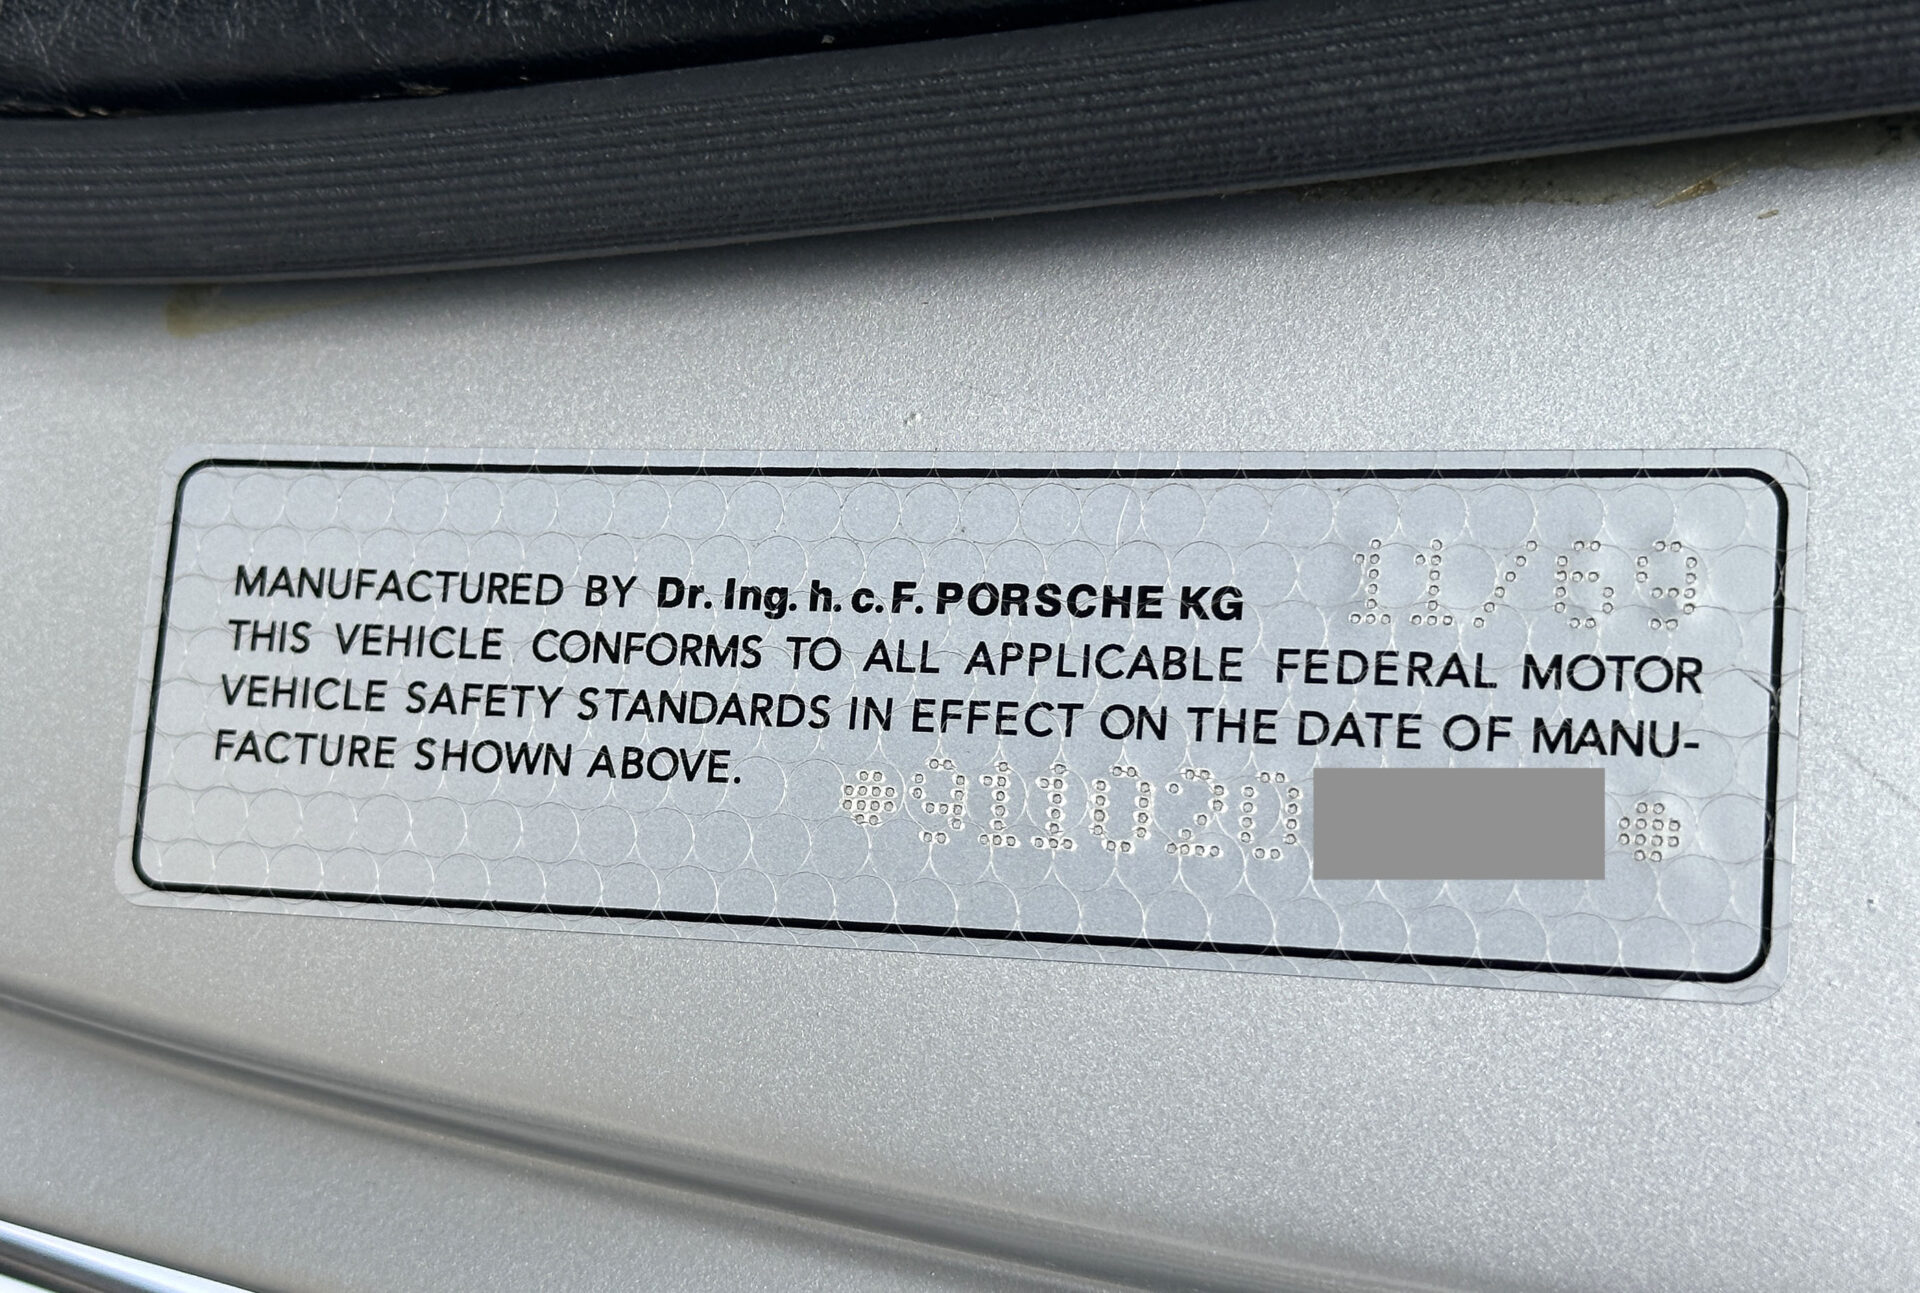 11/69
MANUFACTURED BY Dr. Ing. h. c. F. PORSCHE KG
THIS VEHICLE CONFORMS TO ALL APPLICABLE FEDERAL MOTOR
VEHICLE SAFETY STANDARDS IN EFFECT ON THE DATE OF MANU-
FACTURE SHOWN ABOVE.
911020